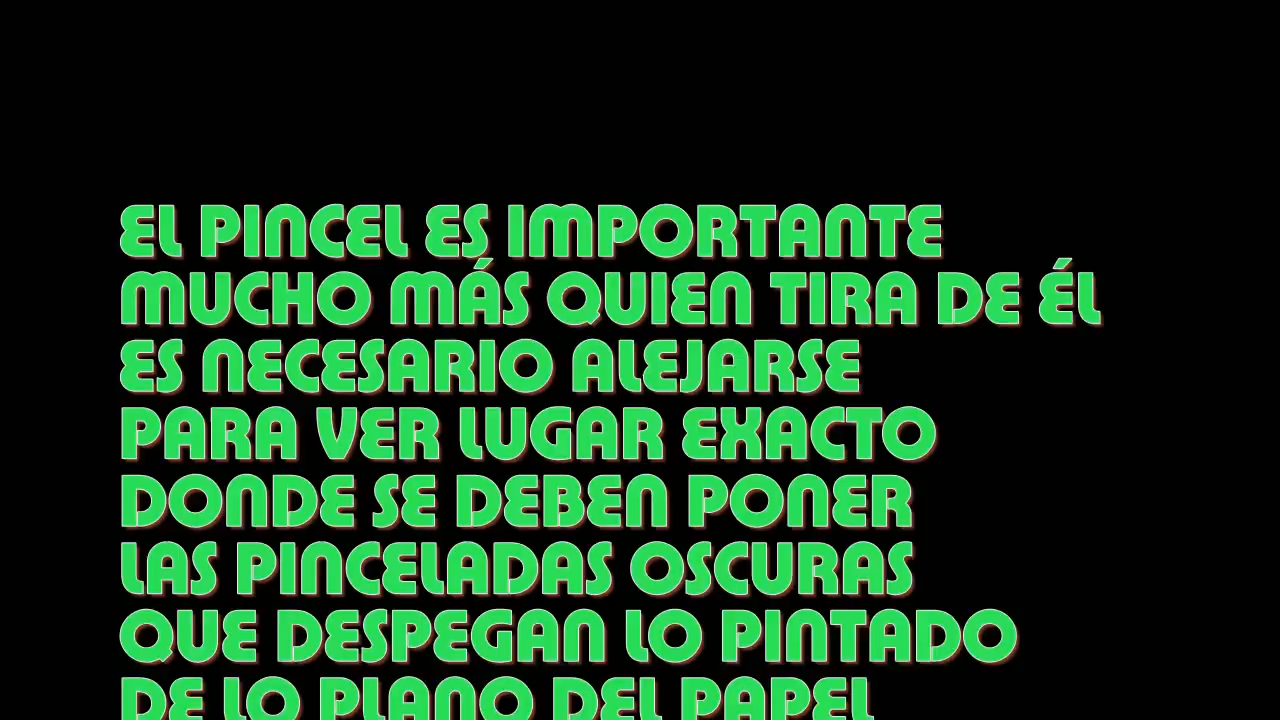 EL PINCEL ES IMPORTANTE
MUCHO MÁS QUIEN TIRA DE ÉL
ES NECESARIO ALEJARSE
PARA VER LUGAR EXACTO
DONDE SE DEBEN PONER
LAS PINCELADAS OSCURAS
QUE DESPEGAN LO PINTADO
DE LO PLANO DEL PAPEL